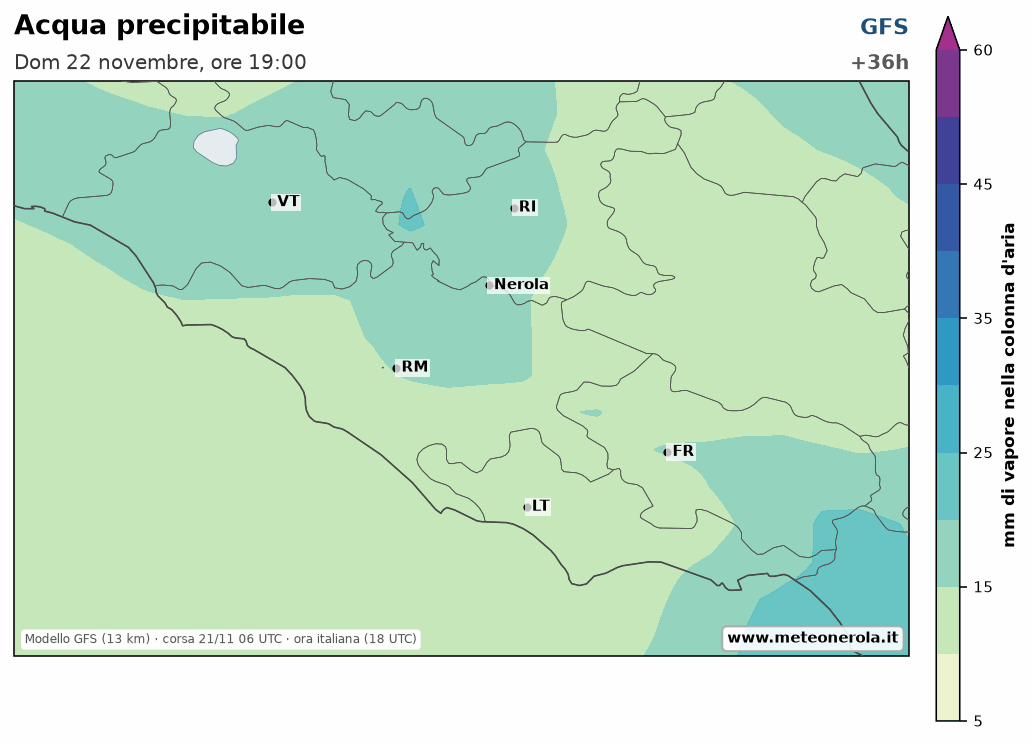 Acqua precipitabile
GFS
Dom 22 novembre, ore 19:00
+36h
60
45
35
25
15
5
mm di vapore nella colonna d'aria
VT
RI
Nerola
RM
FR
LT
Modello GFS (13 km) · corsa 21/11 06 UTC · ora italiana (18 UTC)
www.meteonerola.it